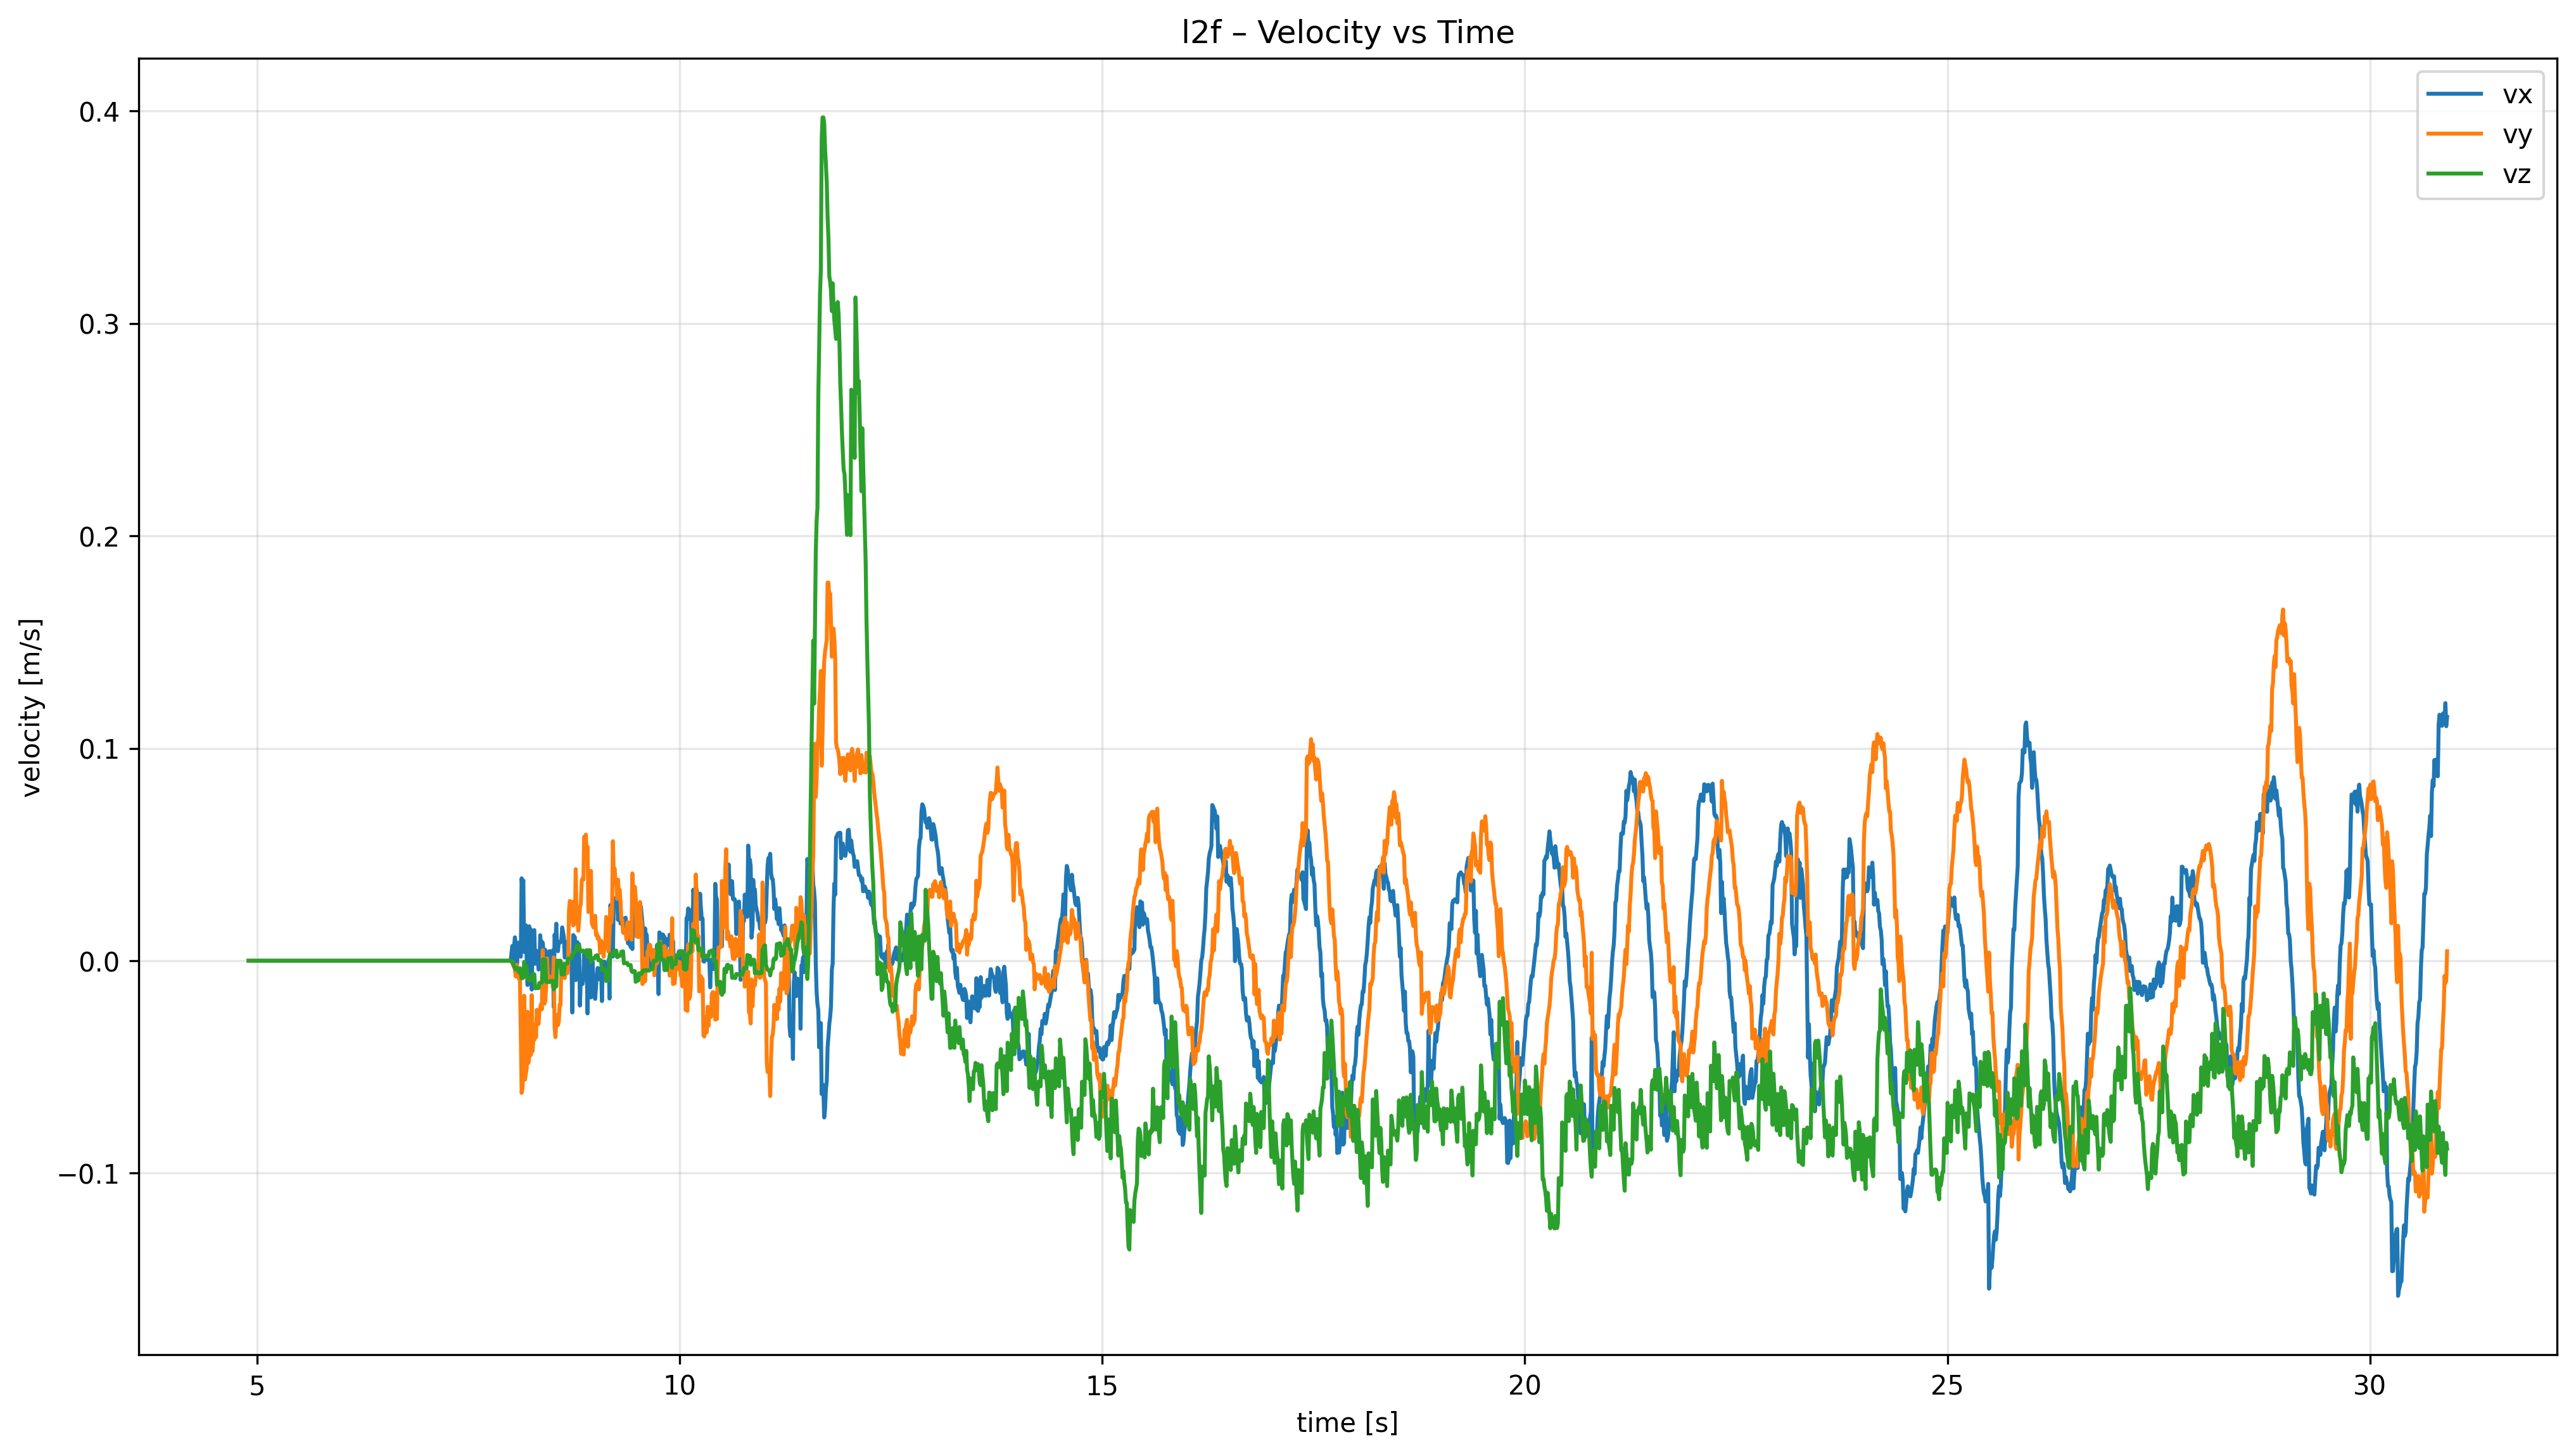 l2f – Velocity vs Time
vx
vy
vz
velocity [m/s]
0.4
0.3
0.2
0.1
0.0
−0.1
5
10
15
20
25
30
time [s]